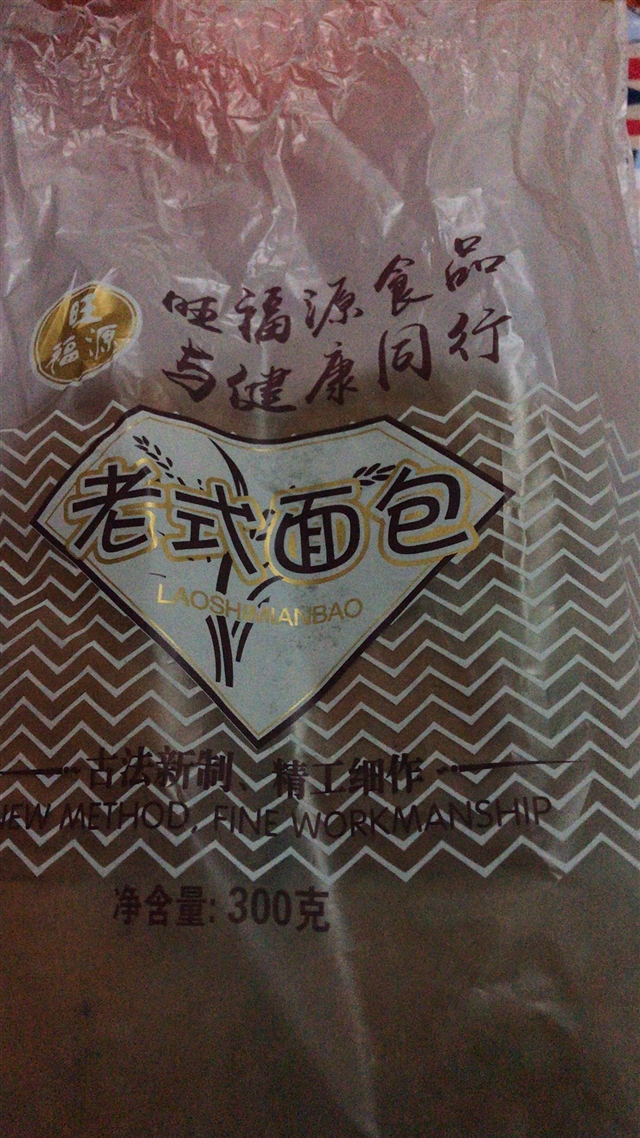 旺
福源
旺福源食品
与健康同行
老式面包
LAOSHIMIANBAO
古法新制、精工细作
NEW METHOD, FINE WORKMANSHIP
净含量: 300克